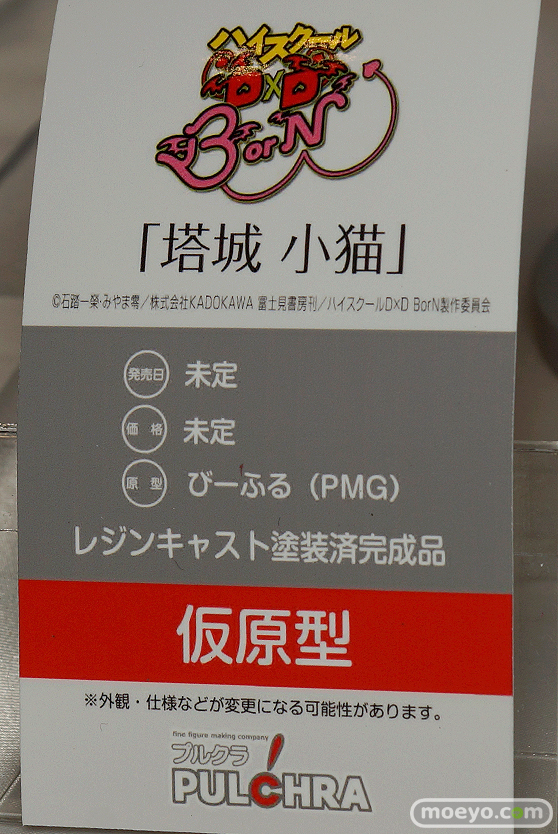 ハイスクール
D×D
BorN
「塔城 小猫」
©石踏一榮・みやま零／株式会社KADOKAWA 富士見書房刊／ハイスクールD×D BorN製作委員会
発売日 未定
価格 未定
原型 びーふる（PMG）
レジンキャスト塗装済完成品
仮原型
※外観・仕様などが変更になる可能性があります。
fine figure making company
プルクラ
PULCHRA
moeyo.com